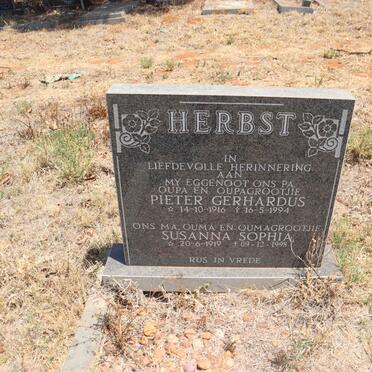 HERBST
IN
LIEFDEVOLLE HERINNERING
AAN
MY EGGENOOT ONS PA
OUPA EN OUPAGROOTJIE
PIETER GERHARDUS
☆ 14-10-1916 ✝ 16-5-1994
ONS MA, OUMA EN OUMAGROOTJIE
SUSANNA SOPHIA
☆ 20-6-1919 ✝ 09-12-1998
RUS IN VREDE